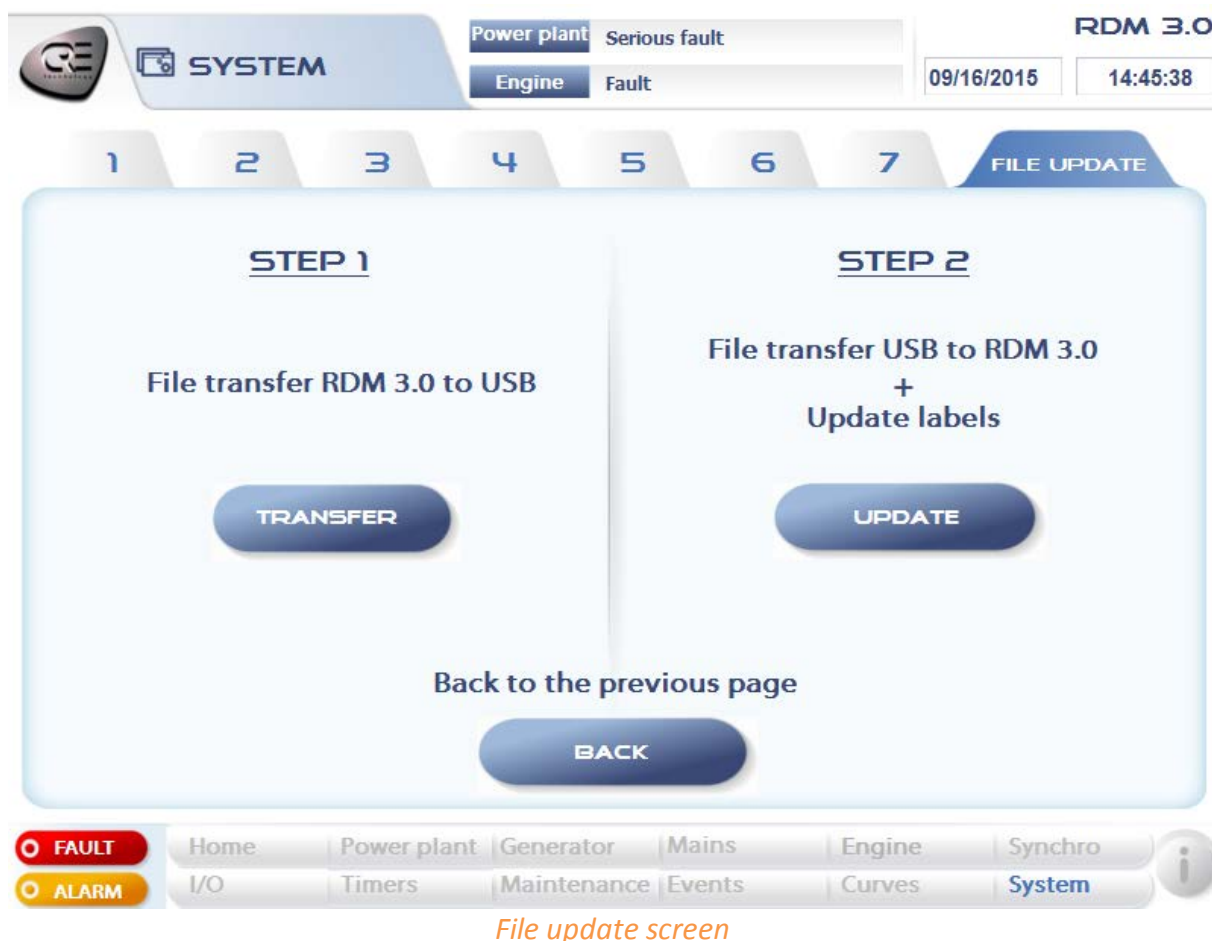 CRE
SYSTEM
Power plant Serious fault
Engine Fault
RDM 3.0
09/16/2015 14:45:38
1 2 3 4 5 6 7 FILE UPDATE
STEP 1
File transfer RDM 3.0 to USB
TRANSFER
STEP 2
File transfer USB to RDM 3.0
+
Update labels
UPDATE
Back to the previous page
BACK
FAULT Home Power plant Generator Mains Engine Synchro
ALARM I/O Timers Maintenance Events Curves System
i
File update screen